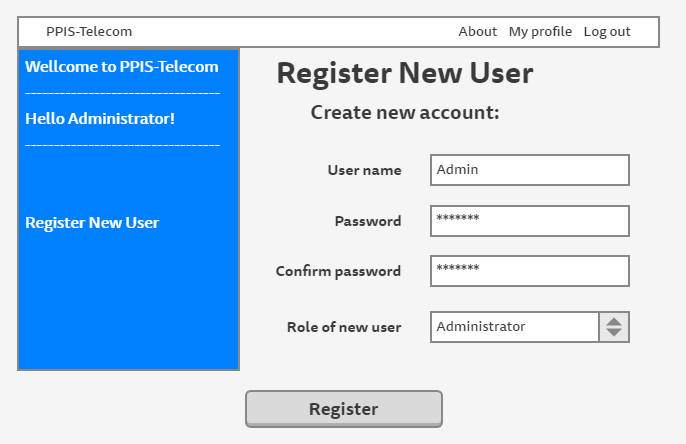 PPIS-Telecom About My profile Log out
Wellcome to PPIS-Telecom
----------------------------------
Hello Administrator!
----------------------------------
Register New User
Register New User
Create new account:
User name Admin
Password *******
Confirm password *******
Role of new user Administrator
Register